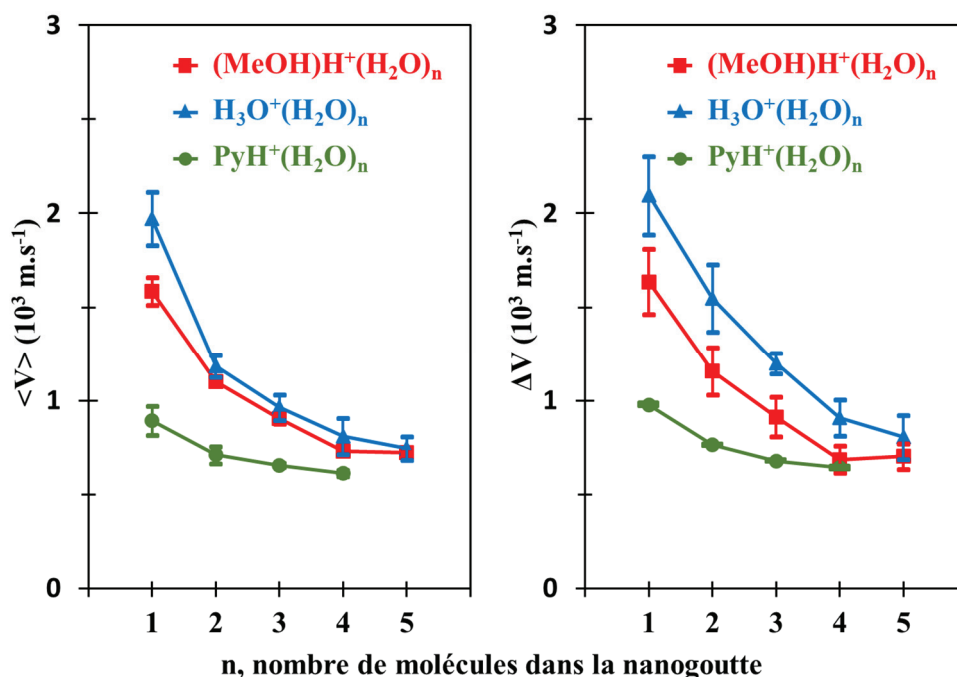 3
2
1
0
<V> (10³ m.s⁻¹)
(MeOH)H⁺(H₂O)ₙ
H₃O⁺(H₂O)ₙ
PyH⁺(H₂O)ₙ
1 2 3 4 5
3
2
1
0
ΔV (10³ m.s⁻¹)
(MeOH)H⁺(H₂O)ₙ
H₃O⁺(H₂O)ₙ
PyH⁺(H₂O)ₙ
1 2 3 4 5
n, nombre de molécules dans la nanogoutte